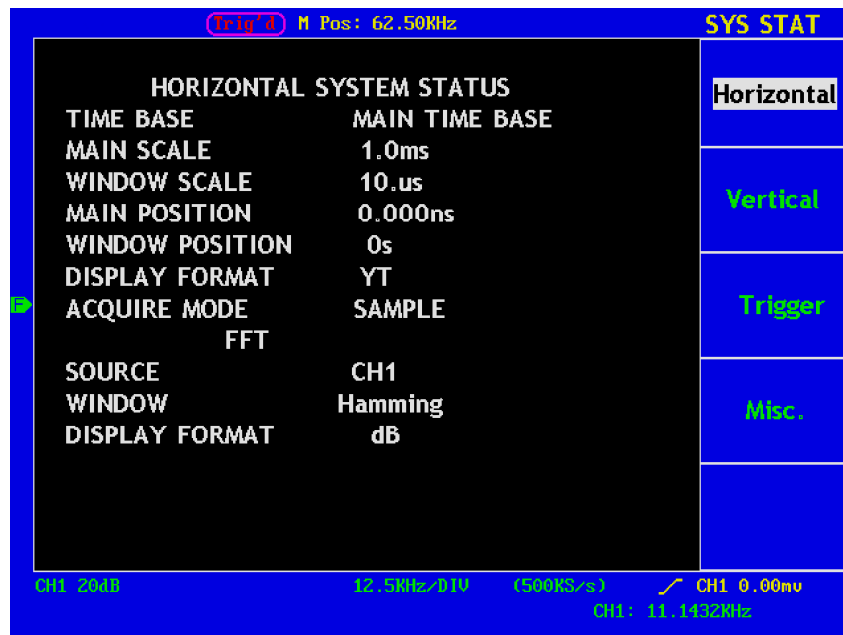 Trig'd M Pos: 62.50KHz SYS STAT
HORIZONTAL SYSTEM STATUS
TIME BASE MAIN TIME BASE
MAIN SCALE 1.0ms
WINDOW SCALE 10.us
MAIN POSITION 0.000ns
WINDOW POSITION 0s
DISPLAY FORMAT YT
ACQUIRE MODE SAMPLE
FFT
SOURCE CH1
WINDOW Hamming
DISPLAY FORMAT dB
Horizontal
Vertical
Trigger
Misc.
F
CH1 20dB 12.5KHz/DIV (500KS/s) CH1 0.00mv
CH1: 11.1432KHz